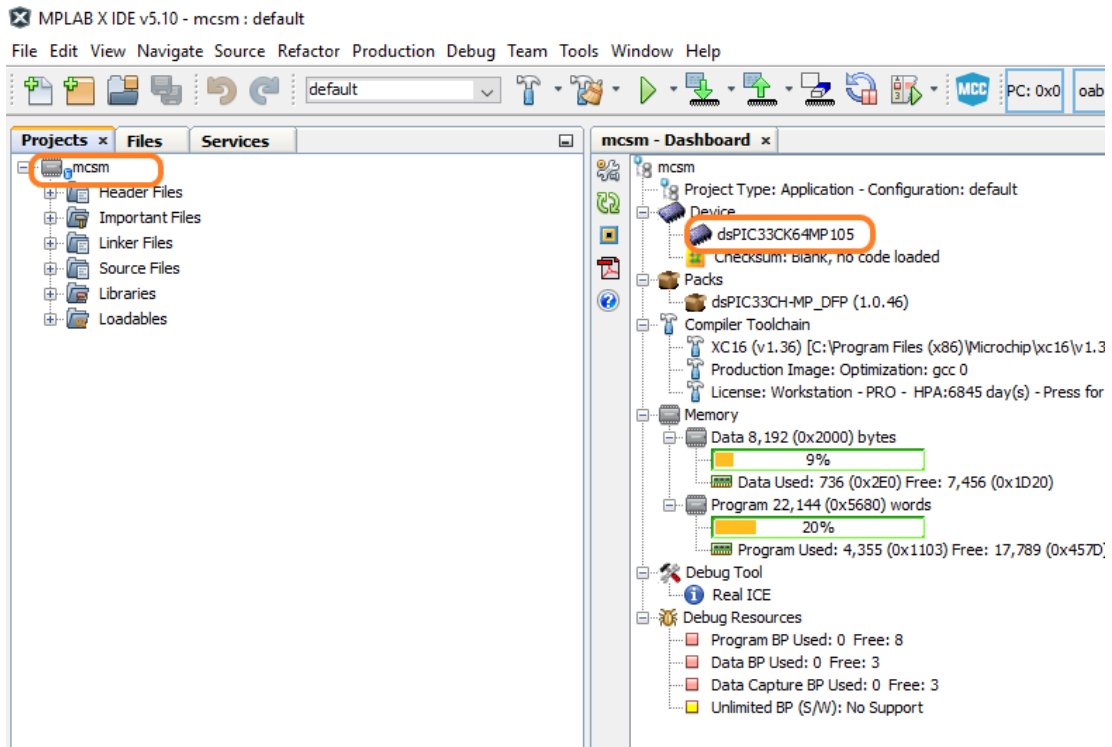 MPLAB X IDE v5.10 - mcsm : default
File Edit View Navigate Source Refactor Production Debug Team Tools Window Help
default
MCC
PC: 0x0
oab
Projects × Files Services
mcsm
Header Files
Important Files
Linker Files
Source Files
Libraries
Loadables
mcsm - Dashboard ×
mcsm
Project Type: Application - Configuration: default
Device
dsPIC33CK64MP105
Checksum: Blank, no code loaded
Packs
dsPIC33CH-MP_DFP (1.0.46)
Compiler Toolchain
XC16 (v1.36) [C:\Program Files (x86)\Microchip\xc16\v1.3
Production Image: Optimization: gcc 0
License: Workstation - PRO - HPA:6845 day(s) - Press for
Memory
Data 8,192 (0x2000) bytes
9%
Data Used: 736 (0x2E0) Free: 7,456 (0x1D20)
Program 22,144 (0x5680) words
20%
Program Used: 4,355 (0x1103) Free: 17,789 (0x457D)
Debug Tool
Real ICE
Debug Resources
Program BP Used: 0 Free: 8
Data BP Used: 0 Free: 3
Data Capture BP Used: 0 Free: 3
Unlimited BP (S/W): No Support